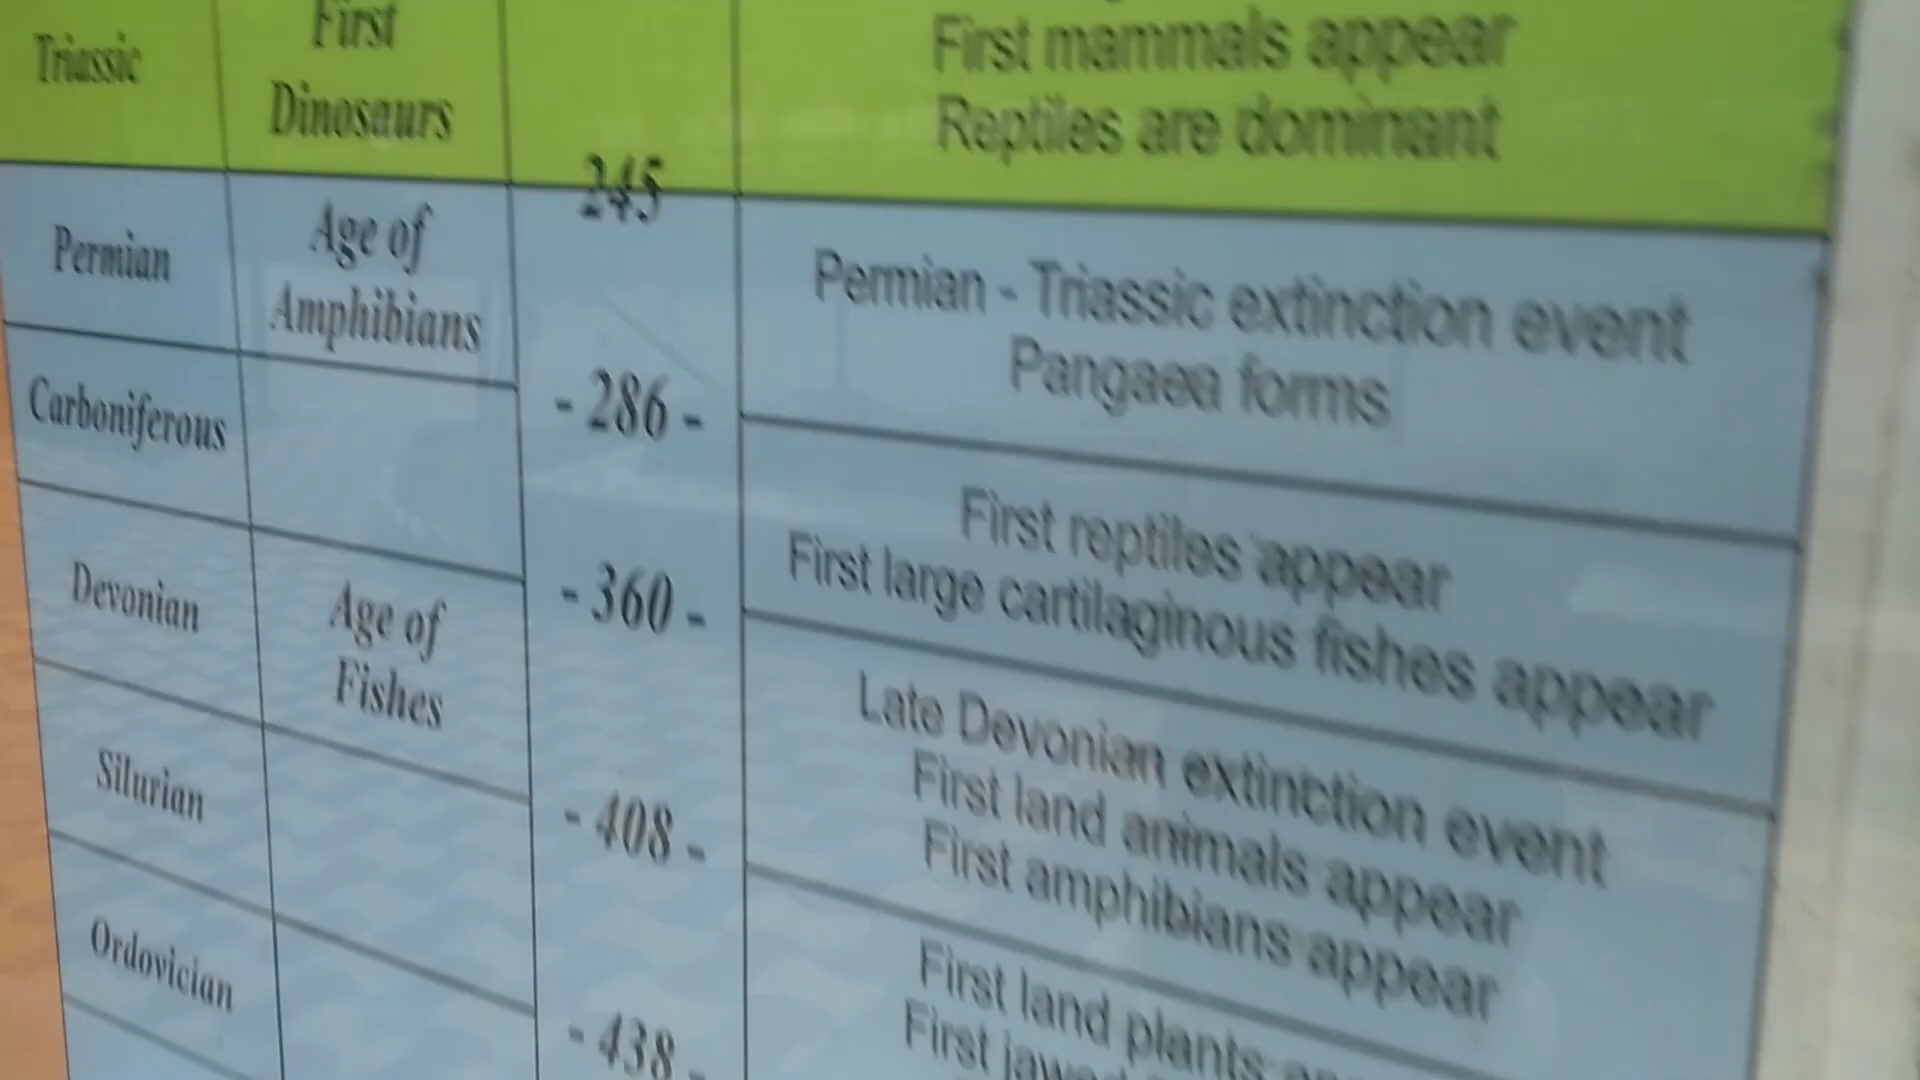 Triassic
First
Dinosaurs
First mammals appear
Reptiles are dominant
245
Permian
Age of
Amphibians
Permian - Triassic extinction event
Pangaea forms
- 286 -
Carboniferous
First reptiles appear
First large cartilaginous fishes appear
- 360 -
Devonian
Age of
Fishes
Late Devonian extinction event
First land animals appear
First amphibians appear
- 408 -
Silurian
First land plants
First jawed
- 438 -
Ordovician